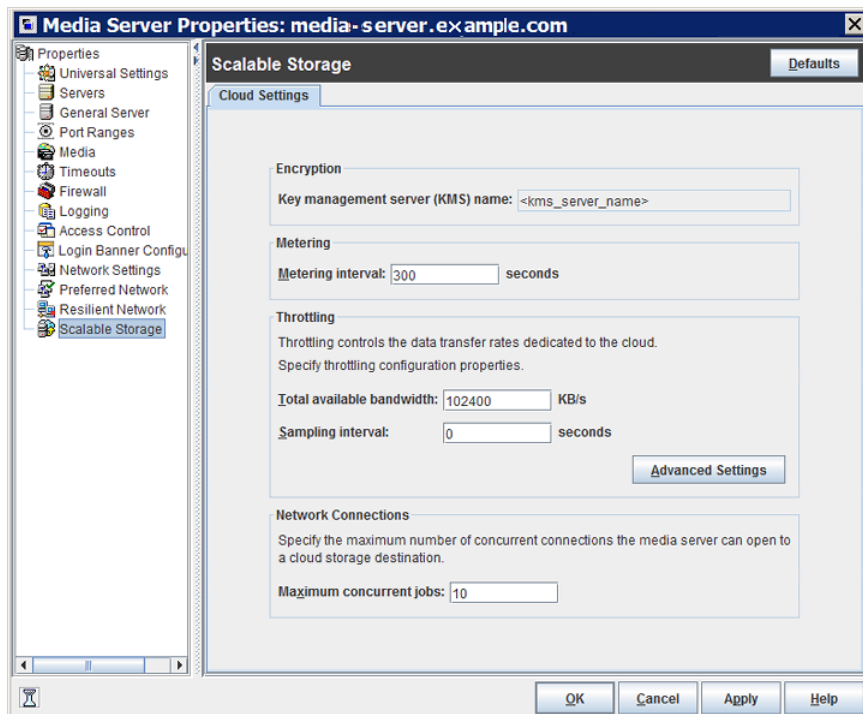 Media Server Properties: media-server.example.com
Properties
Universal Settings
Servers
General Server
Port Ranges
Media
Timeouts
Firewall
Logging
Access Control
Login Banner Configu
Network Settings
Preferred Network
Resilient Network
Scalable Storage
Scalable Storage
Defaults
Cloud Settings
Encryption
Key management server (KMS) name: <kms_server_name>
Metering
Metering interval: 300 seconds
Throttling
Throttling controls the data transfer rates dedicated to the cloud.
Specify throttling configuration properties.
Total available bandwidth: 102400 KB/s
Sampling interval: 0 seconds
Advanced Settings
Network Connections
Specify the maximum number of concurrent connections the media server can open to
a cloud storage destination.
Maximum concurrent jobs: 10
OK Cancel Apply Help